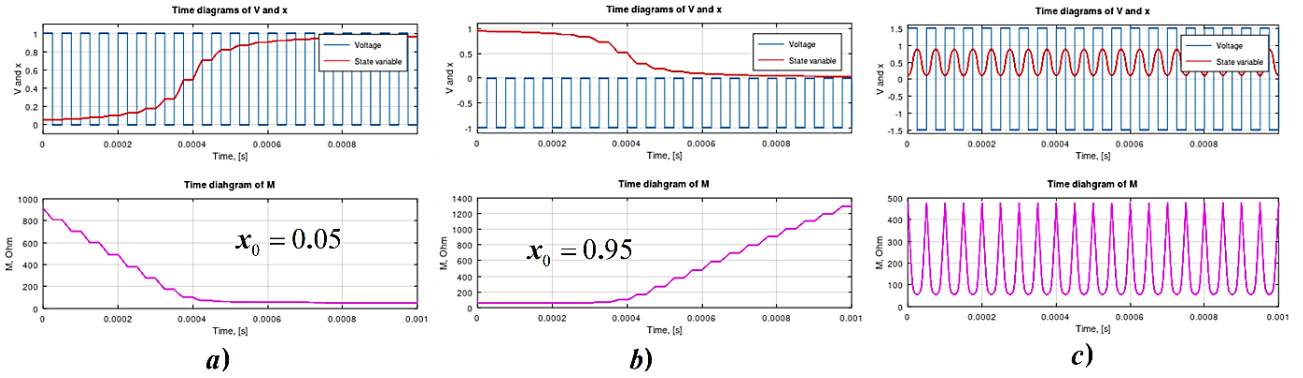 Time diagrams of V and x
V and x
1
0.8
0.6
0.4
0.2
0
Voltage
State variable
0 0.0002 0.0004 0.0006 0.0008
Time, [s]
Time diahgram of M
M, Ohm
1000
800
600
400
200
0
x₀ = 0.05
0 0.0002 0.0004 0.0006 0.0008 0.001
Time, [s]
a)
Time diagrams of V and x
V and x
1
0.5
0
-0.5
-1
Voltage
State variable
0 0.0002 0.0004 0.0006 0.0008
Time, [s]
Time diahgram of M
M, Ohm
1400
1200
1000
800
600
400
200
x₀ = 0.95
0 0.0002 0.0004 0.0006 0.0008 0.001
Time, [s]
b)
Time diagrams of V and x
V and x
1.5
1
0.5
0
-0.5
-1
-1.5
Voltage
State variable
0 0.0002 0.0004 0.0006 0.0008
Time, [s]
Time diahgram of M
M, Ohm
500
400
300
200
100
0
0 0.0002 0.0004 0.0006 0.0008 0.001
Time, [s]
c)